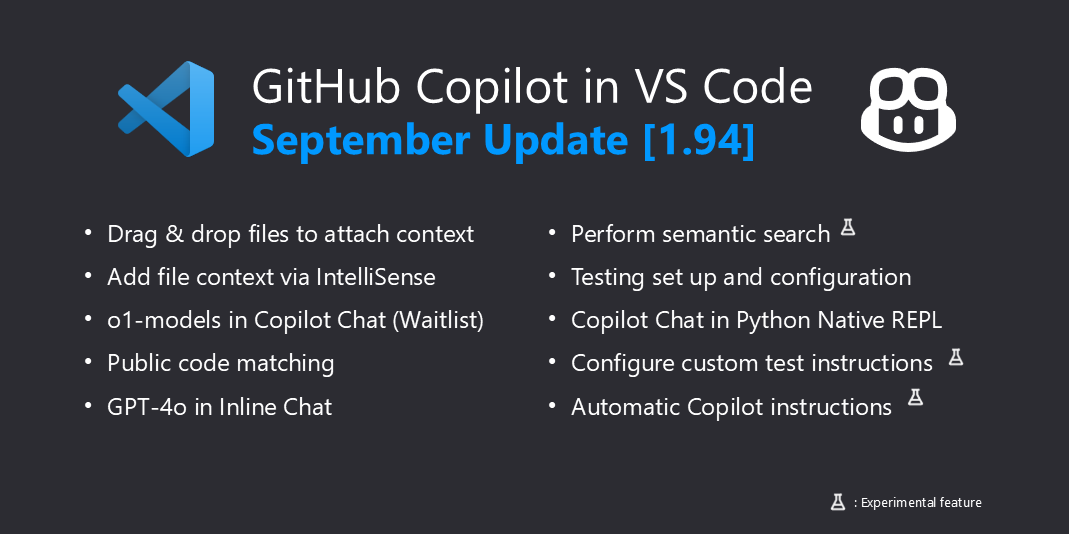 GitHub Copilot in VS Code
September Update [1.94]
• Drag & drop files to attach context
• Add file context via IntelliSense
• o1-models in Copilot Chat (Waitlist)
• Public code matching
• GPT-4o in Inline Chat
• Perform semantic search
• Testing set up and configuration
• Copilot Chat in Python Native REPL
• Configure custom test instructions
• Automatic Copilot instructions
: Experimental feature